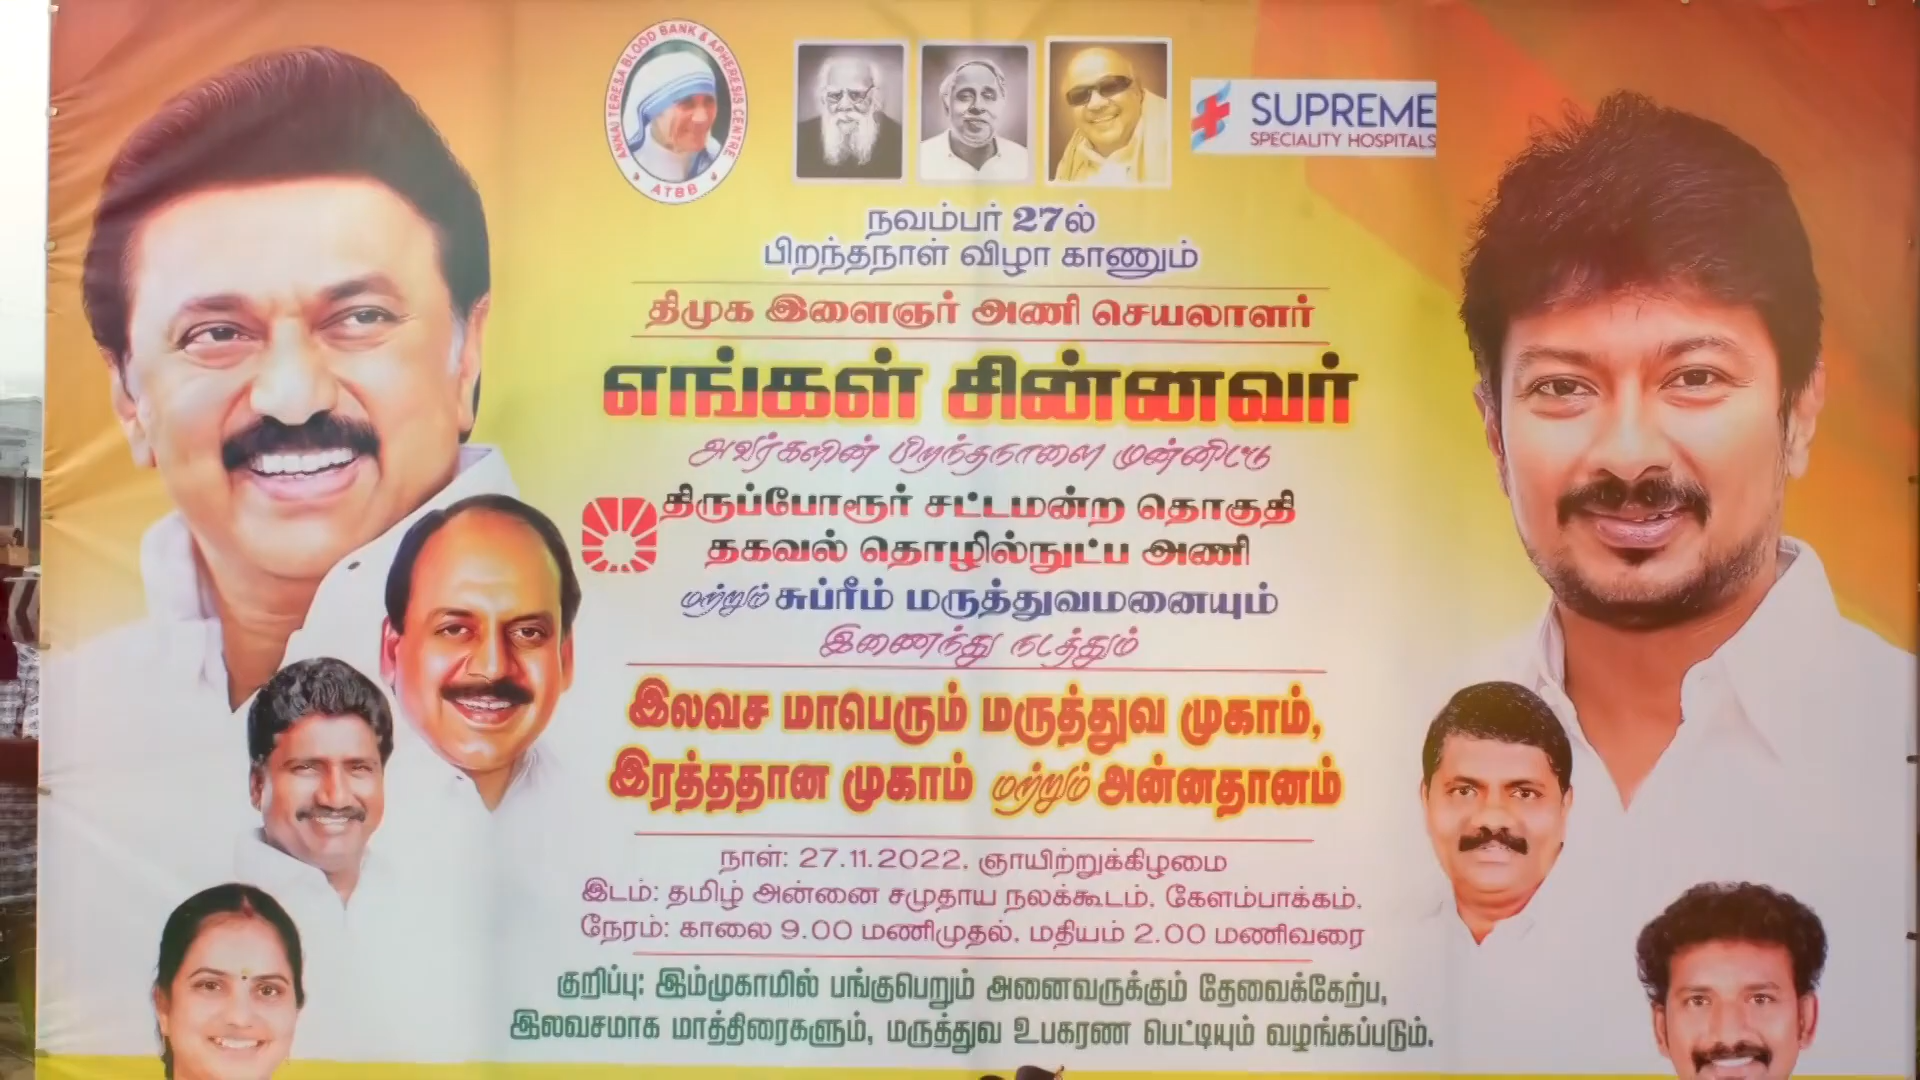 ANNAI TERESA BLOOD BANK & APHERESIS CENTRE
ATBB
SUPREME
SPECIALITY HOSPITALS
நவம்பர் 27ல்
பிறந்தநாள் விழா காணும்
திமுக இளைஞர் அணி செயலாளர்
எங்கள் சின்னவர்
அவர்களின் பிறந்தநாளை முன்னிட்டு
திருப்போரூர் சட்டமன்ற தொகுதி
தகவல் தொழில்நுட்ப அணி
மற்றும் சுப்ரீம் மருத்துவமனையும்
இணைந்து நடத்தும்
இலவச மாபெரும் மருத்துவ முகாம்,
இரத்ததான முகாம் மற்றும் அன்னதானம்
நாள்: 27.11.2022. ஞாயிற்றுக்கிழமை
இடம்: தமிழ் அன்னை சமுதாய நலக்கூடம். கேளம்பாக்கம்.
நேரம்: காலை 9.00 மணிமுதல். மதியம் 2.00 மணிவரை
குறிப்பு: இம்முகாமில் பங்குபெறும் அனைவருக்கும் தேவைக்கேற்ப,
இலவசமாக மாத்திரைகளும், மருத்துவ உபகரண பெட்டியும் வழங்கப்படும்.